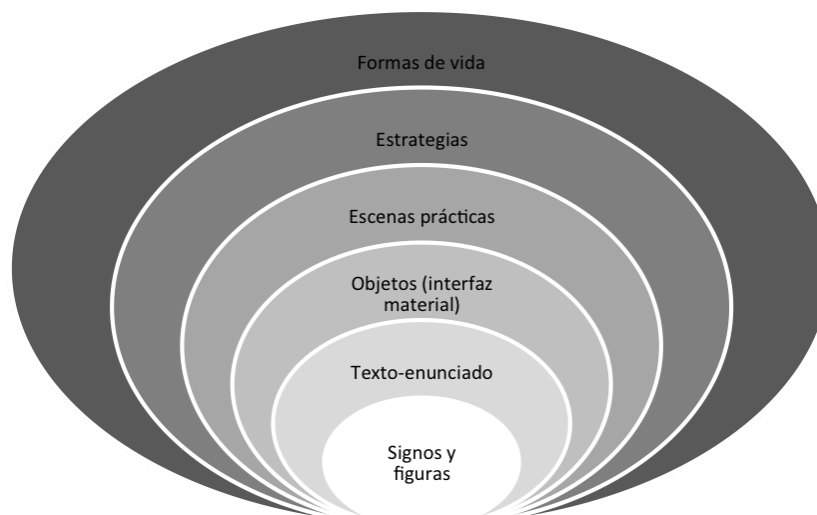 Formas de vida
Estrategias
Escenas prácticas
Objetos (interfaz
material)
Texto-enunciado
Signos y
figuras